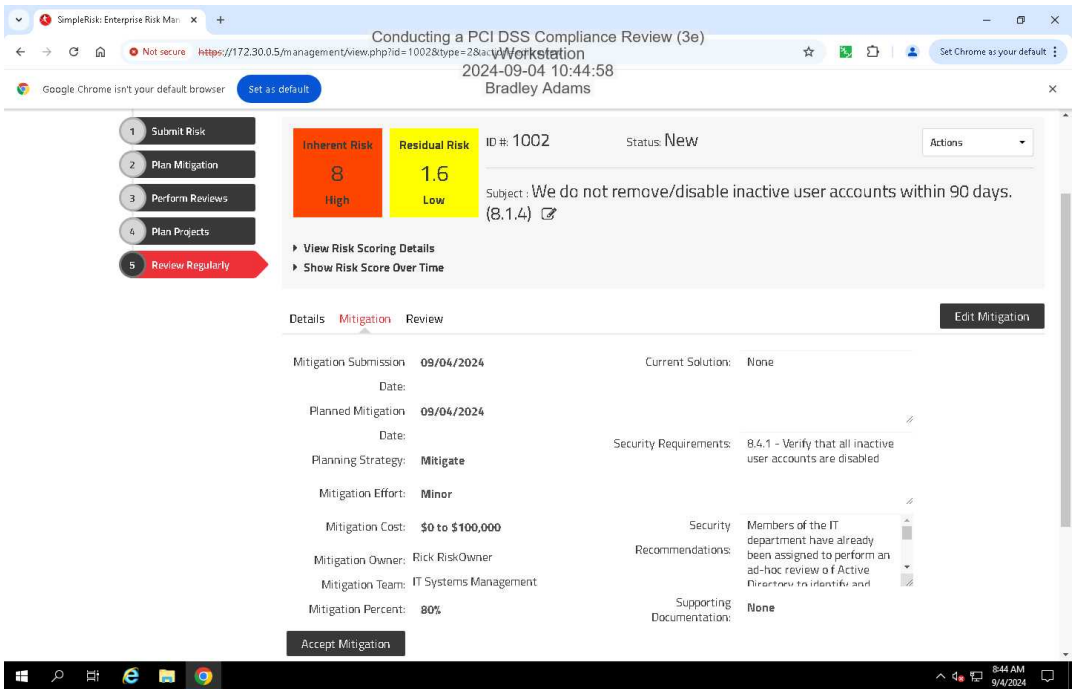 SimpleRisk: Enterprise Risk Man
Not secure https://172.30.0.5/management/view.php?id=1002&type=2&acti
Set Chrome as your default
Conducting a PCI DSS Compliance Review (3e)
vWorkstation
2024-09-04 10:44:58
Bradley Adams
Google Chrome isn't your default browser
Set as default
1 Submit Risk
2 Plan Mitigation
3 Perform Reviews
4 Plan Projects
5 Review Regularly
Inherent Risk
8
High
Residual Risk
1.6
Low
ID #: 1002
Status: New
Actions
Subject : We do not remove/disable inactive user accounts within 90 days.
(8.1.4)
View Risk Scoring Details
Show Risk Score Over Time
Details Mitigation Review
Edit Mitigation
Mitigation Submission
Date:
09/04/2024
Planned Mitigation
Date:
09/04/2024
Planning Strategy: Mitigate
Mitigation Effort: Minor
Mitigation Cost: $0 to $100,000
Mitigation Owner: Rick RiskOwner
Mitigation Team: IT Systems Management
Mitigation Percent: 80%
Accept Mitigation
Current Solution: None
Security Requirements: 8.4.1 - Verify that all inactive
user accounts are disabled
Security
Recommendations:
Members of the IT
department have already
been assigned to perform an
ad-hoc review o f Active
Directory to identify and
Supporting
Documentation:
None
8:44 AM
9/4/2024